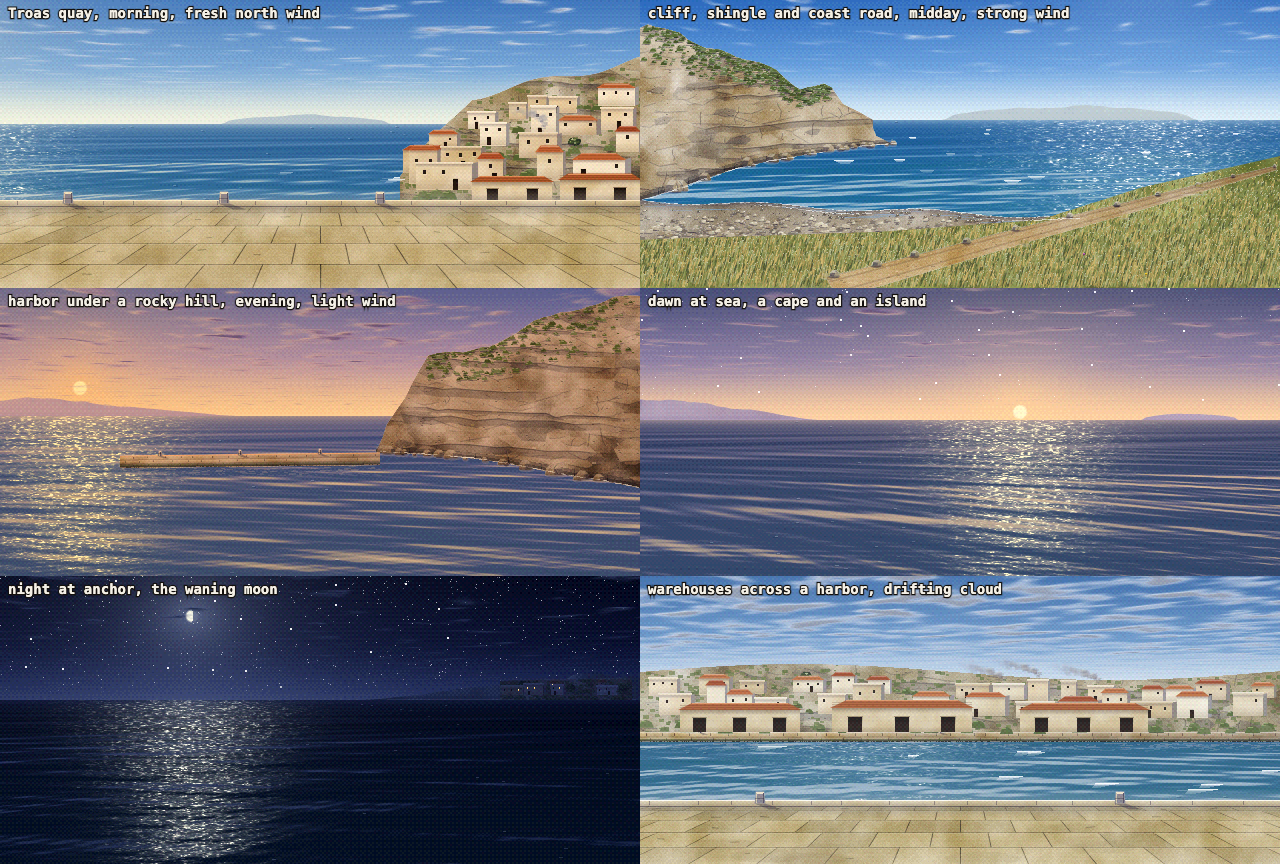 Troas quay, morning, fresh north wind
cliff, shingle and coast road, midday, strong wind
harbor under a rocky hill, evening, light wind
dawn at sea, a cape and an island
night at anchor, the waning moon
warehouses across a harbor, drifting cloud